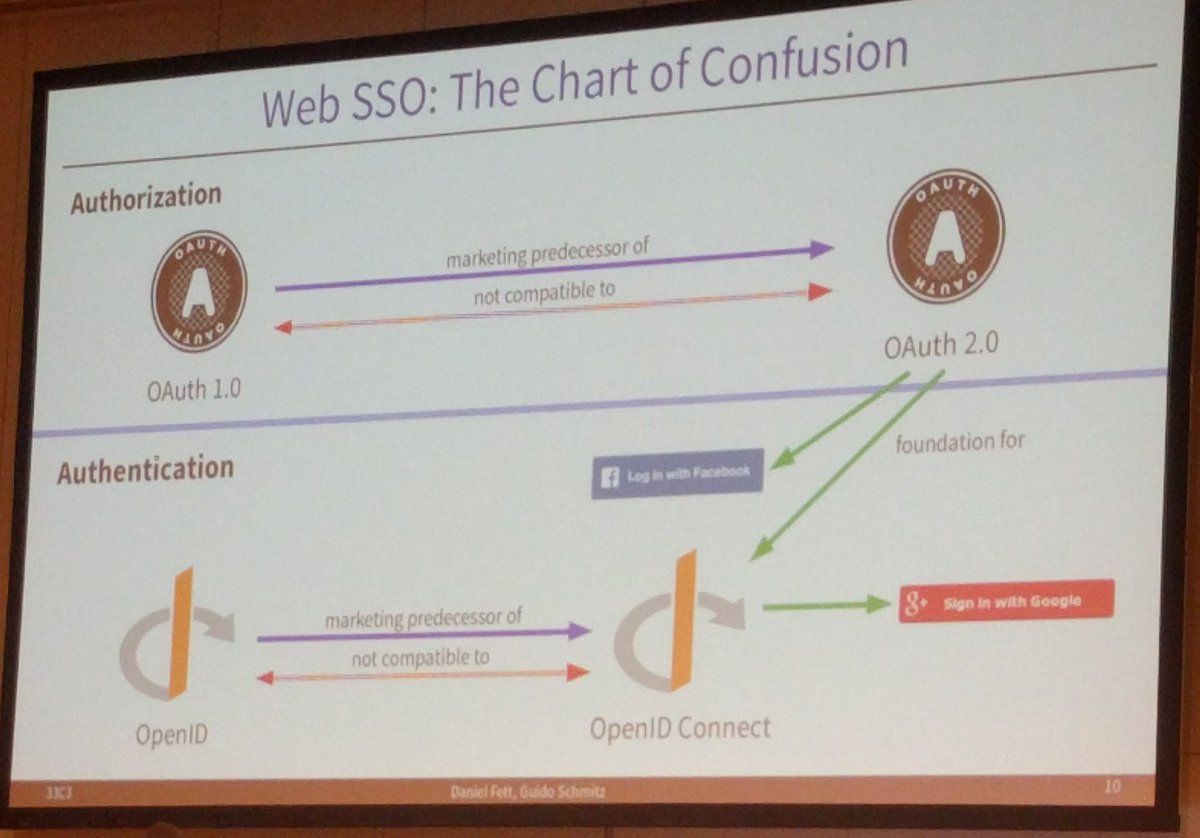 Web SSO: The Chart of Confusion
Authorization
OAUTH
A
OAUTH
OAuth 1.0
marketing predecessor of
not compatible to
OAUTH
A
OAUTH
OAuth 2.0
foundation for
Authentication
f Log in with Facebook
OpenID
marketing predecessor of
not compatible to
OpenID Connect
g+ Sign in with Google
33C3
Daniel Fett, Guido Schmitz
10